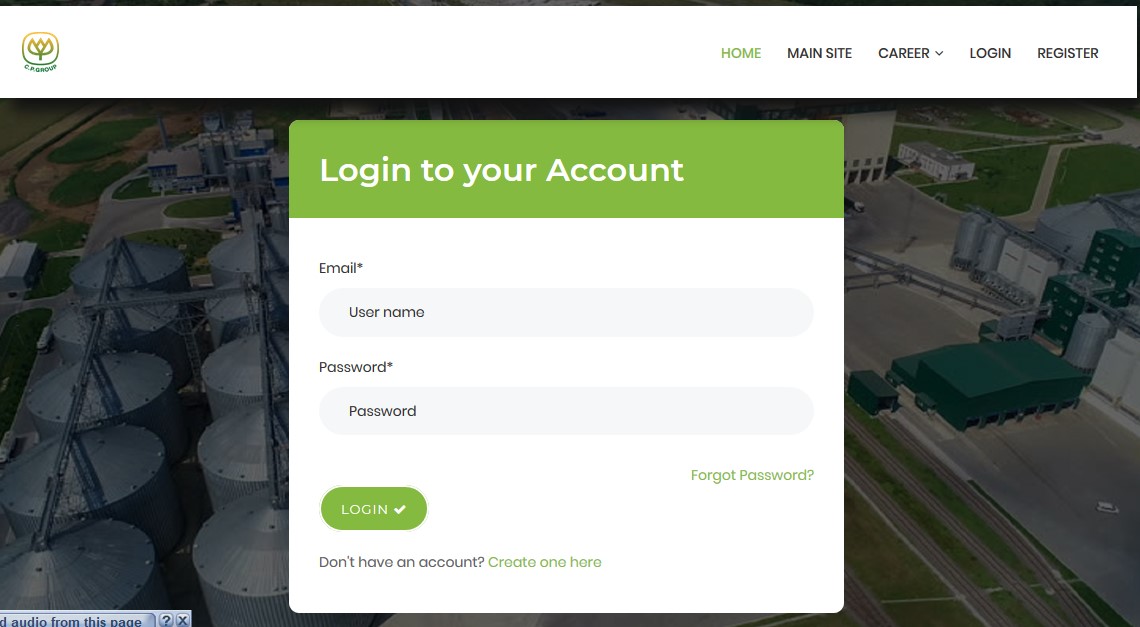 C.P.GROUP
HOME MAIN SITE CAREER LOGIN REGISTER
Login to your Account
Email*
User name
Password*
Password
Forgot Password?
LOGIN
Don't have an account? Create one here
d audio from this page ? X